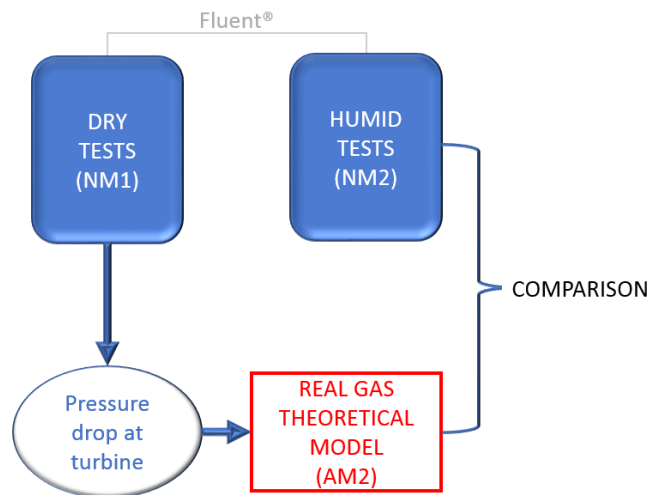 Fluent®
DRY
TESTS
(NM1)
HUMID
TESTS
(NM2)
COMPARISON
Pressure
drop at
turbine
REAL GAS
THEORETICAL
MODEL
(AM2)